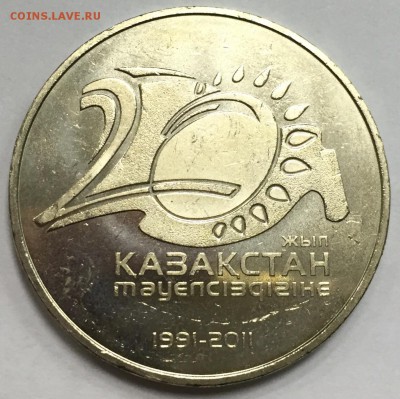 COINS.LAVE.RU
20
жыл
ҚАЗАҚСТАН
тәуелсіздігіне
1991-2011